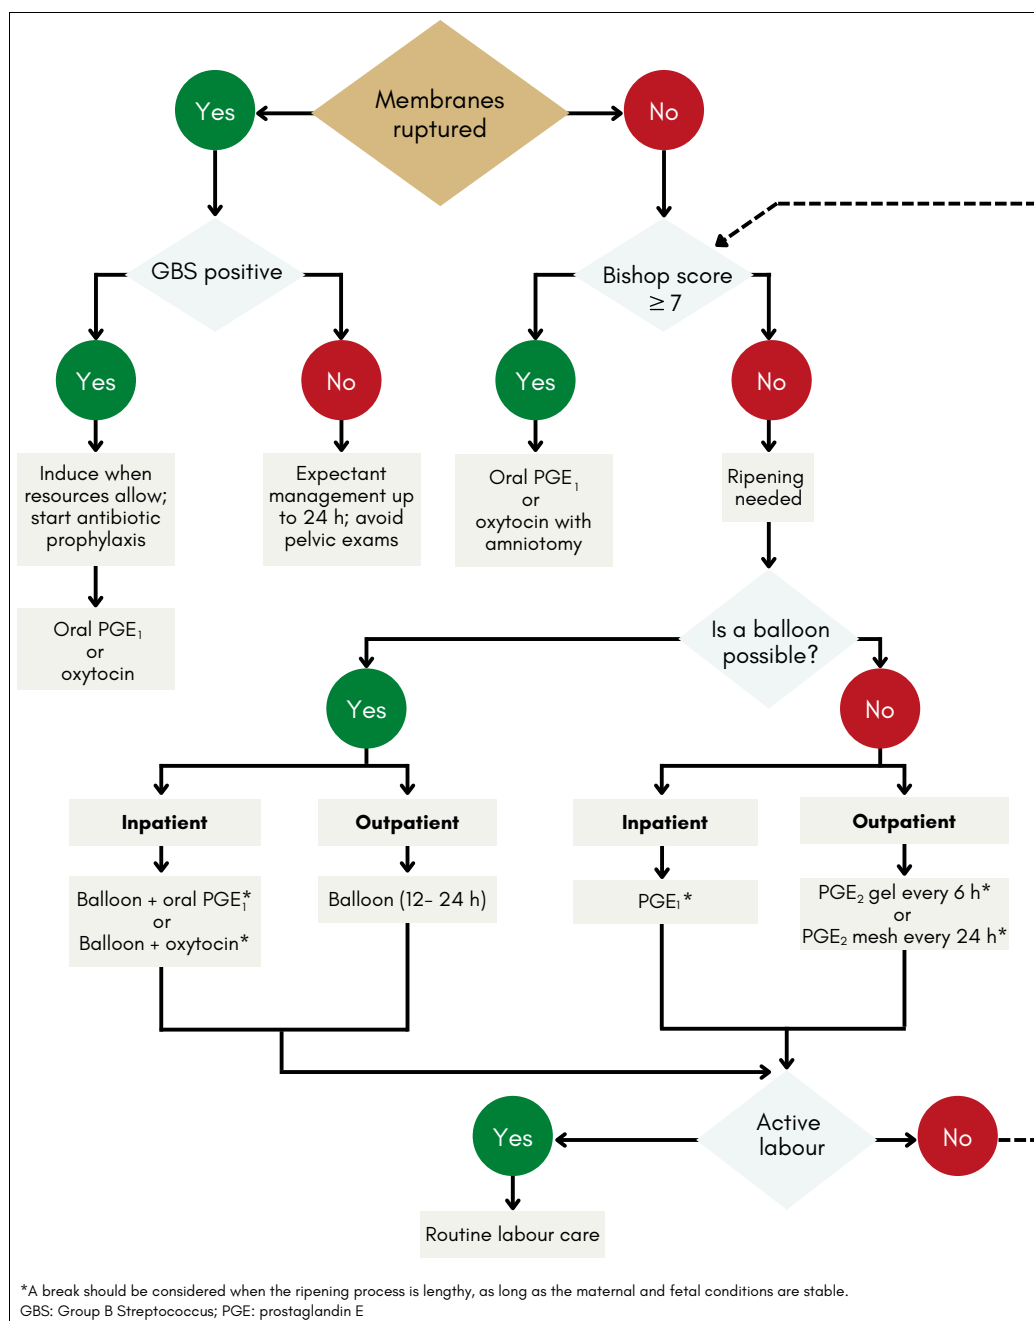 Membranes
ruptured
Yes
No
GBS positive
Bishop score
≥ 7
Yes
No
Yes
No
Induce when
resources allow;
start antibiotic
prophylaxis
Expectant
management up
to 24 h; avoid
pelvic exams
Oral PGE₁
or
oxytocin with
amniotomy
Ripening
needed
Oral PGE₁
or
oxytocin
Is a balloon
possible?
Yes
No
Inpatient
Outpatient
Inpatient
Outpatient
Balloon + oral PGE₁*
or
Balloon + oxytocin*
Balloon (12- 24 h)
PGE₁*
PGE₂ gel every 6 h*
or
PGE₂ mesh every 24 h*
Active
labour
Yes
No
Routine labour care
*A break should be considered when the ripening process is lengthy, as long as the maternal and fetal conditions are stable.
GBS: Group B Streptococcus; PGE: prostaglandin E